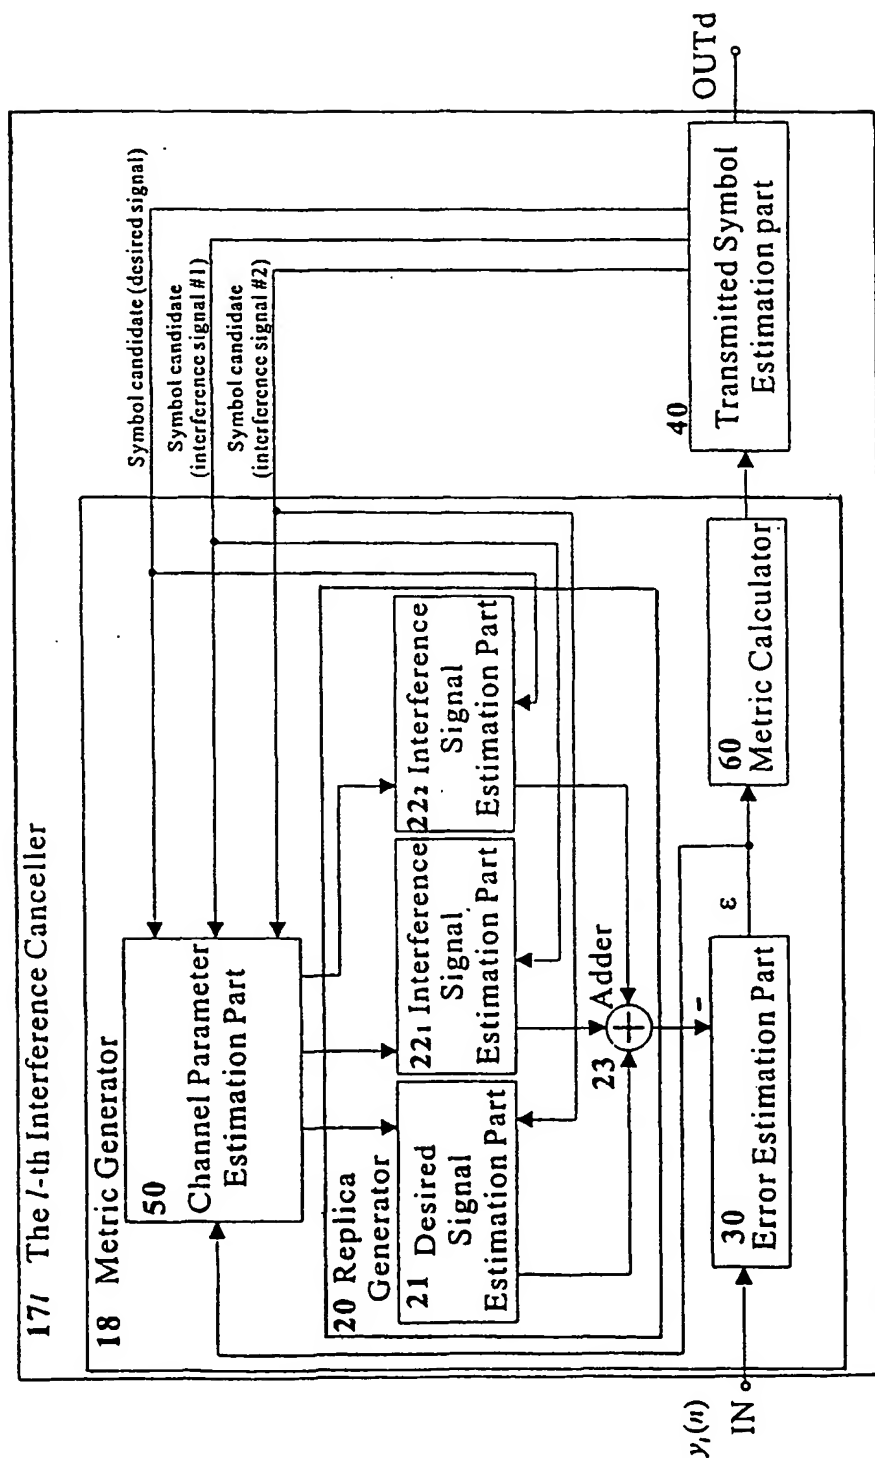 17l The l-th Interference Canceller
18 Metric Generator
50
Channel Parameter
Estimation Part
Symbol candidate (desired signal)
Symbol candidate
(interference signal #1)
Symbol candidate
(interference signal #2)
20 Replica
Generator
21 Desired
Signal
Estimation Part
221 Interference
Signal
Estimation Part
222 Interference
Signal
Estimation Part
23
Adder
+
-
yl(n)
IN
30
Error Estimation Part
ε
60
Metric Calculator
40
Transmitted Symbol
Estimation part
OUTd